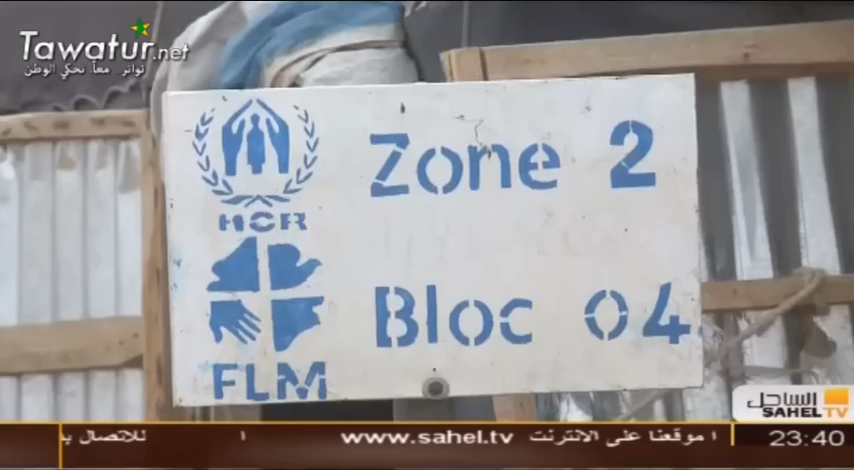 Tawatur.net
تواتر.. معاً نحكي الوطن
HCR
Zone 2
FLM
Bloc 04
الساحل
SAHEL TV
للاتصال
www.sahel.tv موقعنا على الانترنت
23:40